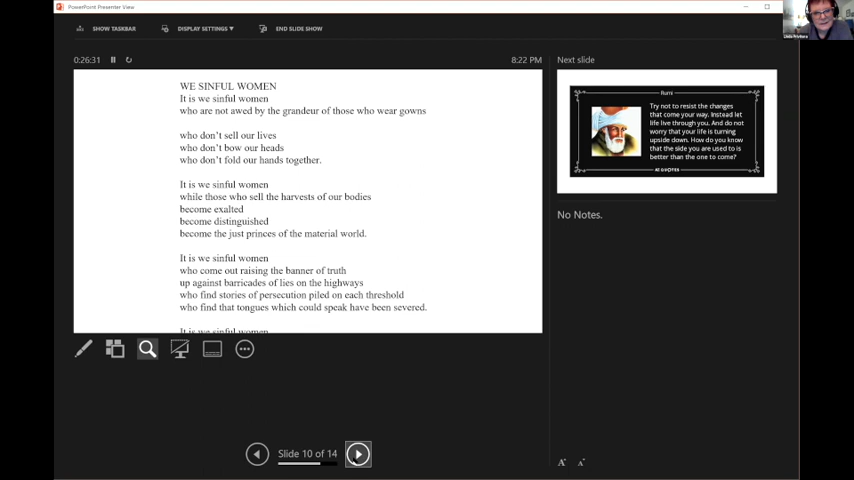 PowerPoint Presenter View
SHOW TASKBAR
DISPLAY SETTINGS ▾
END SLIDE SHOW
0:26:31
8:22 PM
WE SINFUL WOMEN
It is we sinful women
who are not awed by the grandeur of those who wear gowns
who don't sell our lives
who don't bow our heads
who don't fold our hands together.
It is we sinful women
while those who sell the harvests of our bodies
become exalted
become distinguished
become the just princes of the material world.
It is we sinful women
who come out raising the banner of truth
up against barricades of lies on the highways
who find stories of persecution piled on each threshold
who find that tongues which could speak have been severed.
It is we sinful women
Next slide
Rumi
Try not to resist the changes
that come your way. Instead let
life live through you. And do not
worry that your life is turning
upside down. How do you know
that the side you are used to is
better than the one to come?
AZ QUOTES
No Notes.
Slide 10 of 14
A A